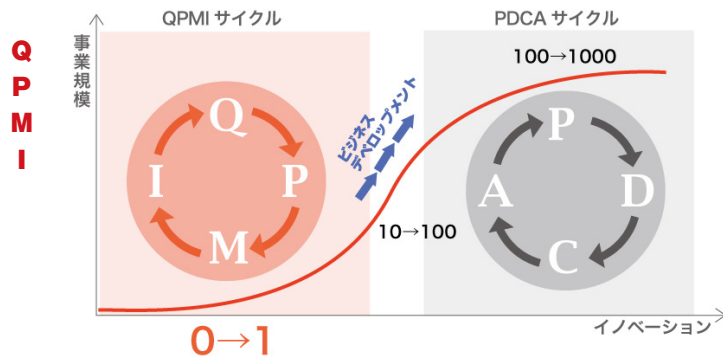 QPMI サイクル
PDCA サイクル
Q
P
M
I
事業規模
Q
P
M
I
ビジネス
デベロップメント
100→1000
10→100
P
D
C
A
0→1
イノベーション